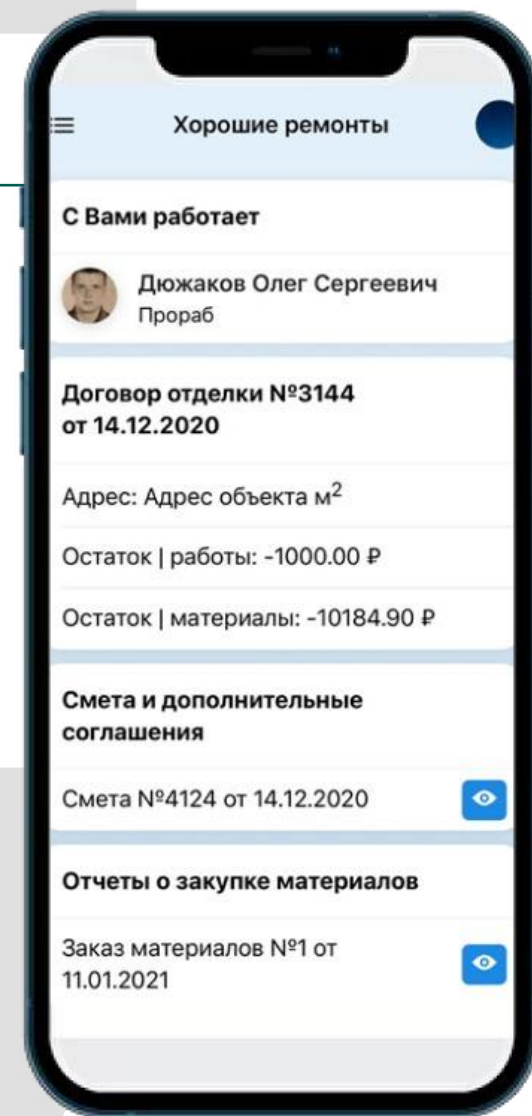 Хорошие ремонты
С Вами работает
Дюжаков Олег Сергеевич
Прораб
Договор отделки №3144
от 14.12.2020
Адрес: Адрес объекта м²
Остаток | работы: -1000.00 ₽
Остаток | материалы: -10184.90 ₽
Смета и дополнительные
соглашения
Смета №4124 от 14.12.2020
Отчеты о закупке материалов
Заказ материалов №1 от
11.01.2021